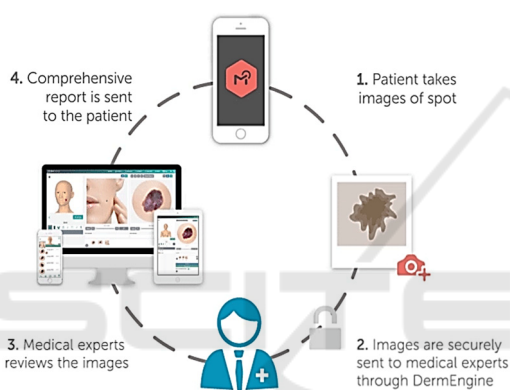 1. Patient takes
images of spot
2. Images are securely
sent to medical experts
through DermEngine
3. Medical experts
reviews the images
4. Comprehensive
report is sent
to the patient
SCITE